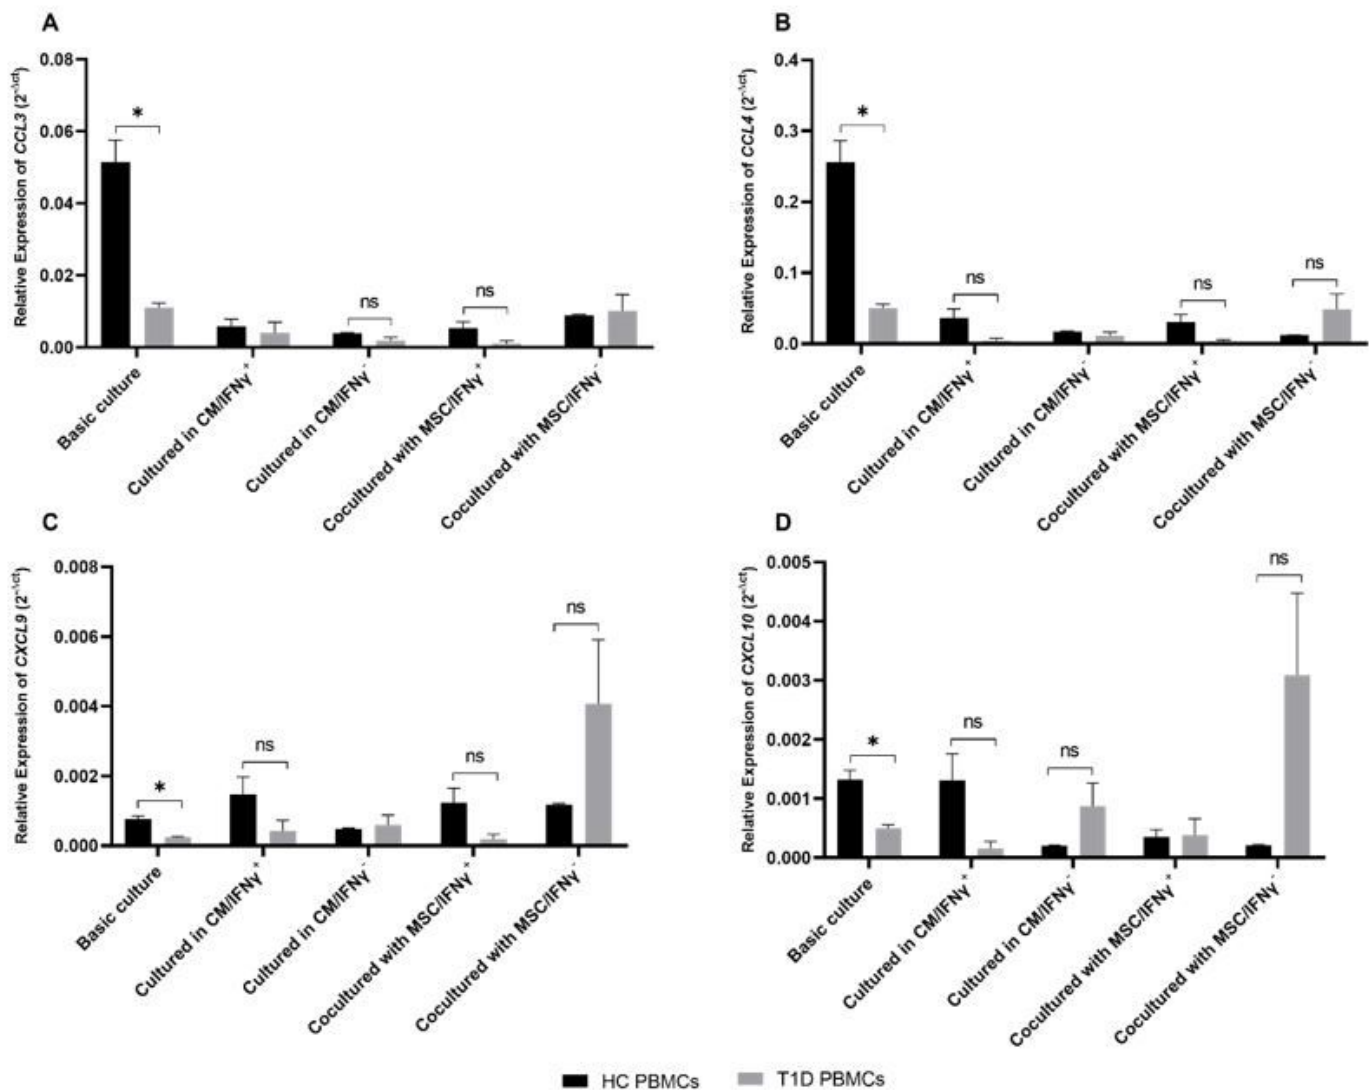 A
Relative Expression of CCL3 (2^-Δct)
0.08
0.06
0.04
0.02
0.00
*
ns
ns
Basic culture
Cultured in CM/IFNγ+
Cultured in CM/IFNγ-
Cocultured with MSC/IFNγ+
Cocultured with MSC/IFNγ-
B
Relative Expression of CCL4 (2^-Δct)
0.4
0.3
0.2
0.1
0.0
*
ns
ns
ns
Basic culture
Cultured in CM/IFNγ+
Cultured in CM/IFNγ-
Cocultured with MSC/IFNγ+
Cocultured with MSC/IFNγ-
C
Relative Expression of CXCL9 (2^-Δct)
0.008
0.006
0.004
0.002
0.000
*
ns
ns
ns
Basic culture
Cultured in CM/IFNγ+
Cultured in CM/IFNγ-
Cocultured with MSC/IFNγ+
Cocultured with MSC/IFNγ-
D
Relative Expression of CXCL10 (2^-Δct)
0.005
0.004
0.003
0.002
0.001
0.000
*
ns
ns
ns
Basic culture
Cultured in CM/IFNγ+
Cultured in CM/IFNγ-
Cocultured with MSC/IFNγ+
Cocultured with MSC/IFNγ-
HC PBMCs
T1D PBMCs